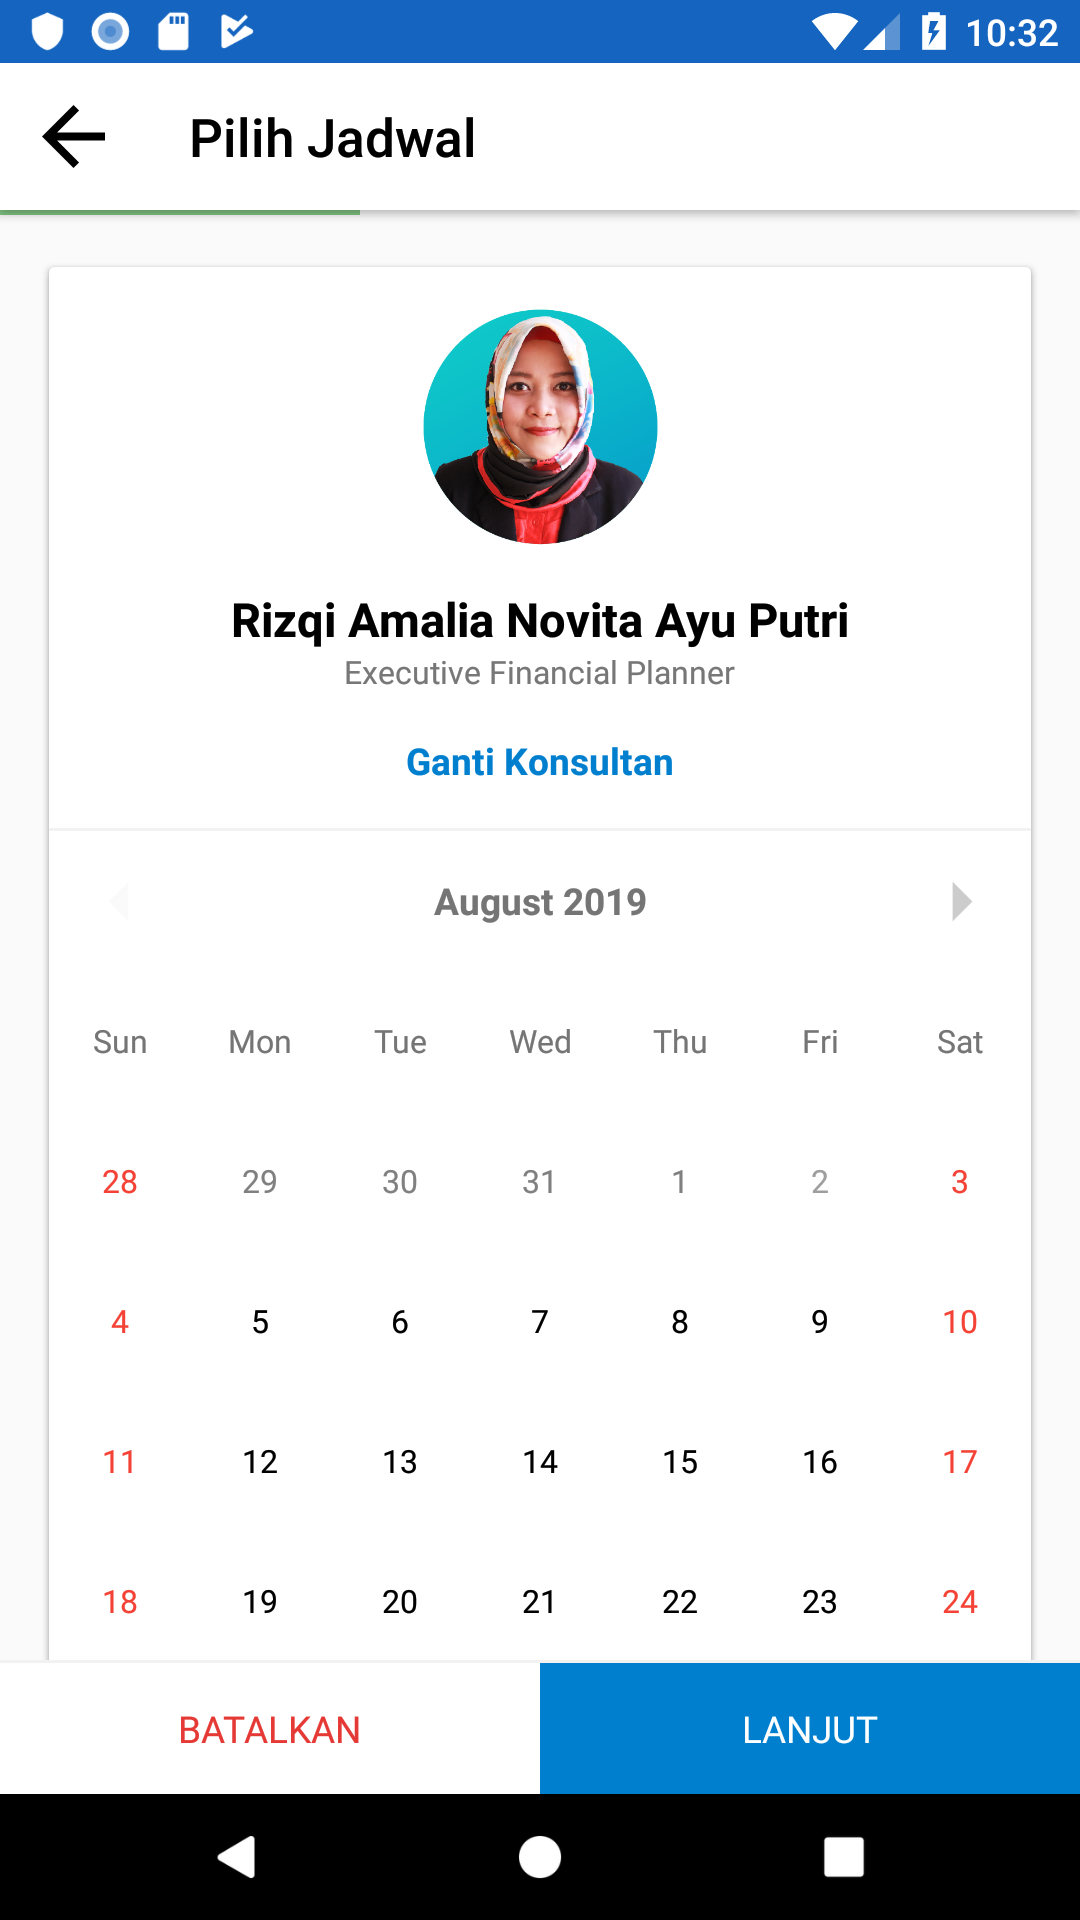 10:32
Pilih Jadwal
Rizqi Amalia Novita Ayu Putri
Executive Financial Planner
Ganti Konsultan
August 2019
Sun Mon Tue Wed Thu Fri Sat
28 29 30 31 1 2 3
4 5 6 7 8 9 10
11 12 13 14 15 16 17
18 19 20 21 22 23 24
BATALKAN LANJUT